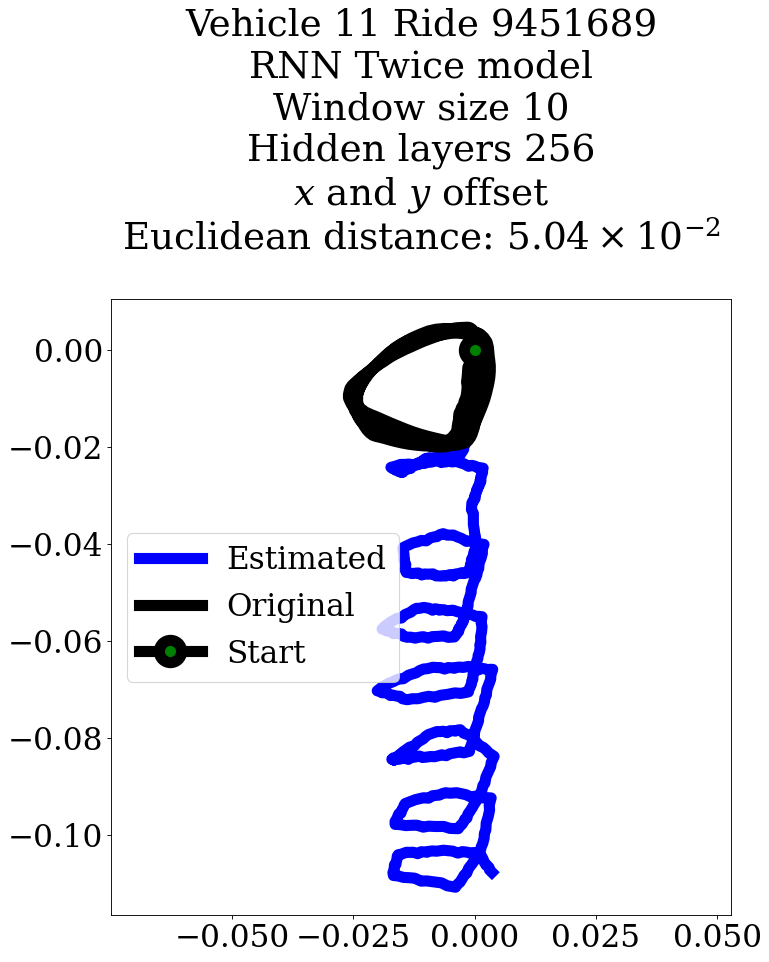 Vehicle 11 Ride 9451689
RNN Twice model
Window size 10
Hidden layers 256
x and y offset
Euclidean distance: 5.04 × 10⁻²
0.00
−0.02
−0.04
−0.06
−0.08
−0.10
Estimated
Original
Start
−0.050 −0.025 0.000 0.025 0.050